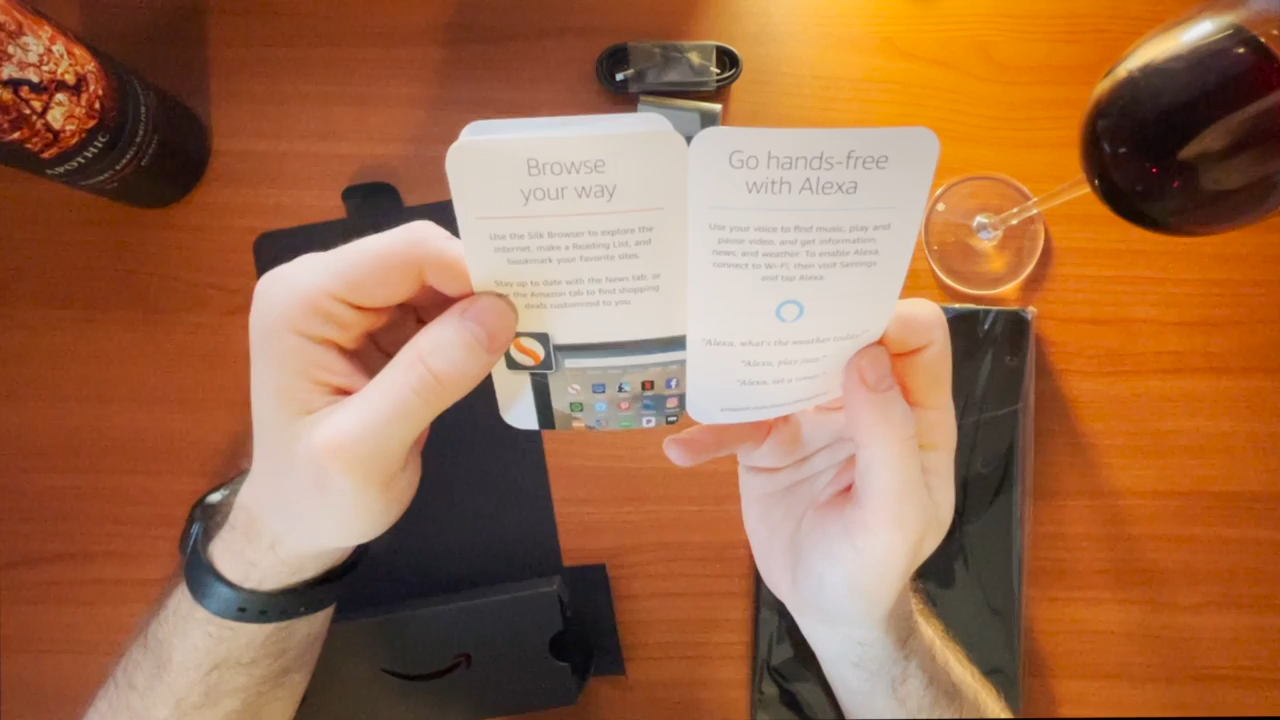 APOTHIC
Browse
your way
Use the Silk Browser to explore the
internet, make a Reading List, and
bookmark your favorite sites.
Stay up to date with the News tab, or
the Amazon tab to find shopping
deals customized to you
Go hands-free
with Alexa
Use your voice to find music, play and
pause video, and get information,
news, and weather. To enable Alexa,
connect to Wi-Fi, then visit Settings
and tap Alexa.
"Alexa, what's the weather today?"
"Alexa, play jazz."
"Alexa, set a timer